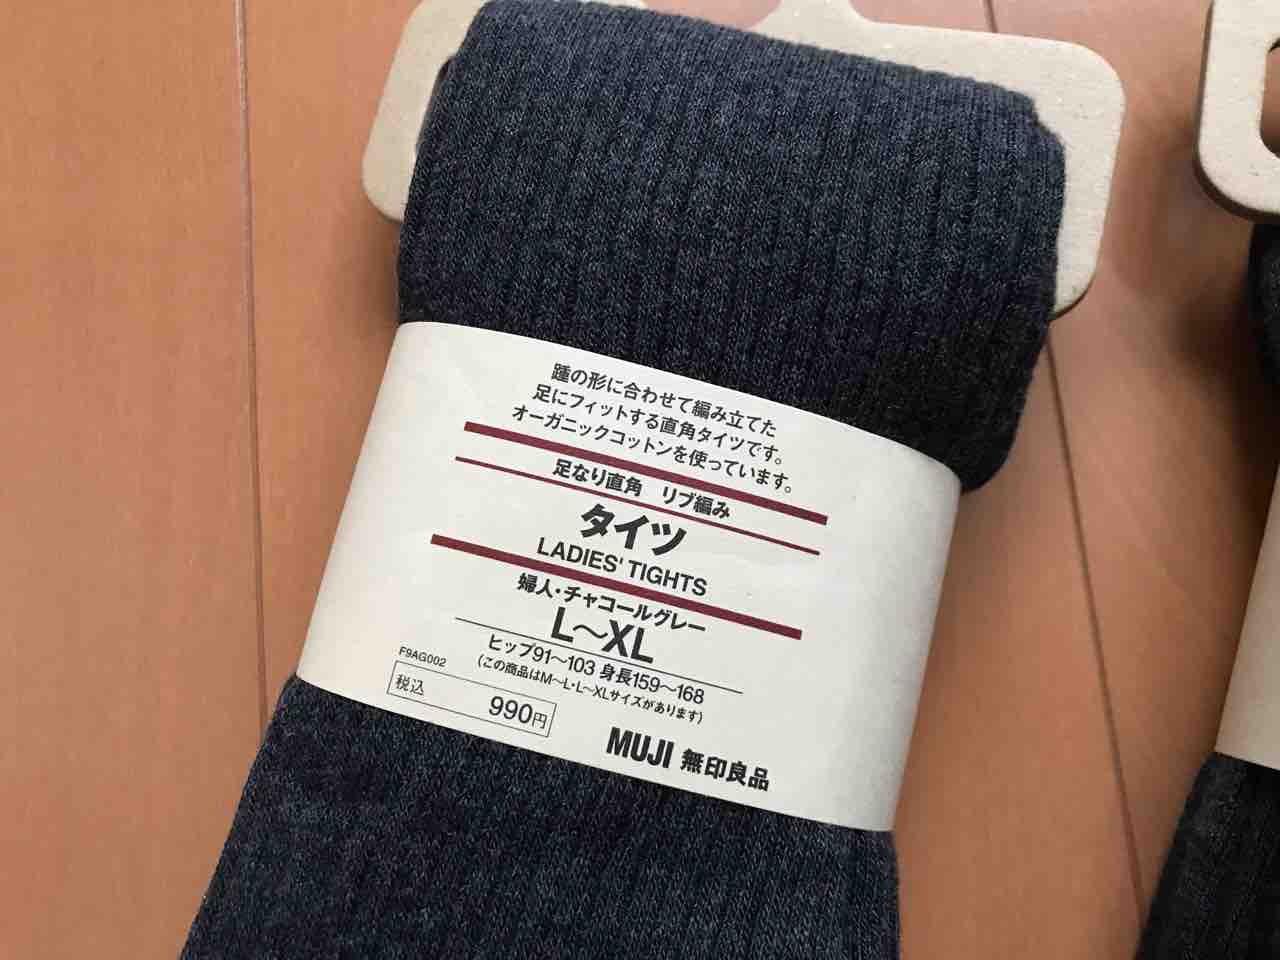 踵の形に合わせて編み立てた
足にフィットする直角タイツです。
オーガニックコットンを使っています。
足なり直角 リブ編み
タイツ
LADIES' TIGHTS
婦人・チャコールグレー
L〜XL
ヒップ91〜103 身長159〜168
(この商品はM〜L・L〜XLサイズがあります)
F9AG002
税込
990円
MUJI 無印良品